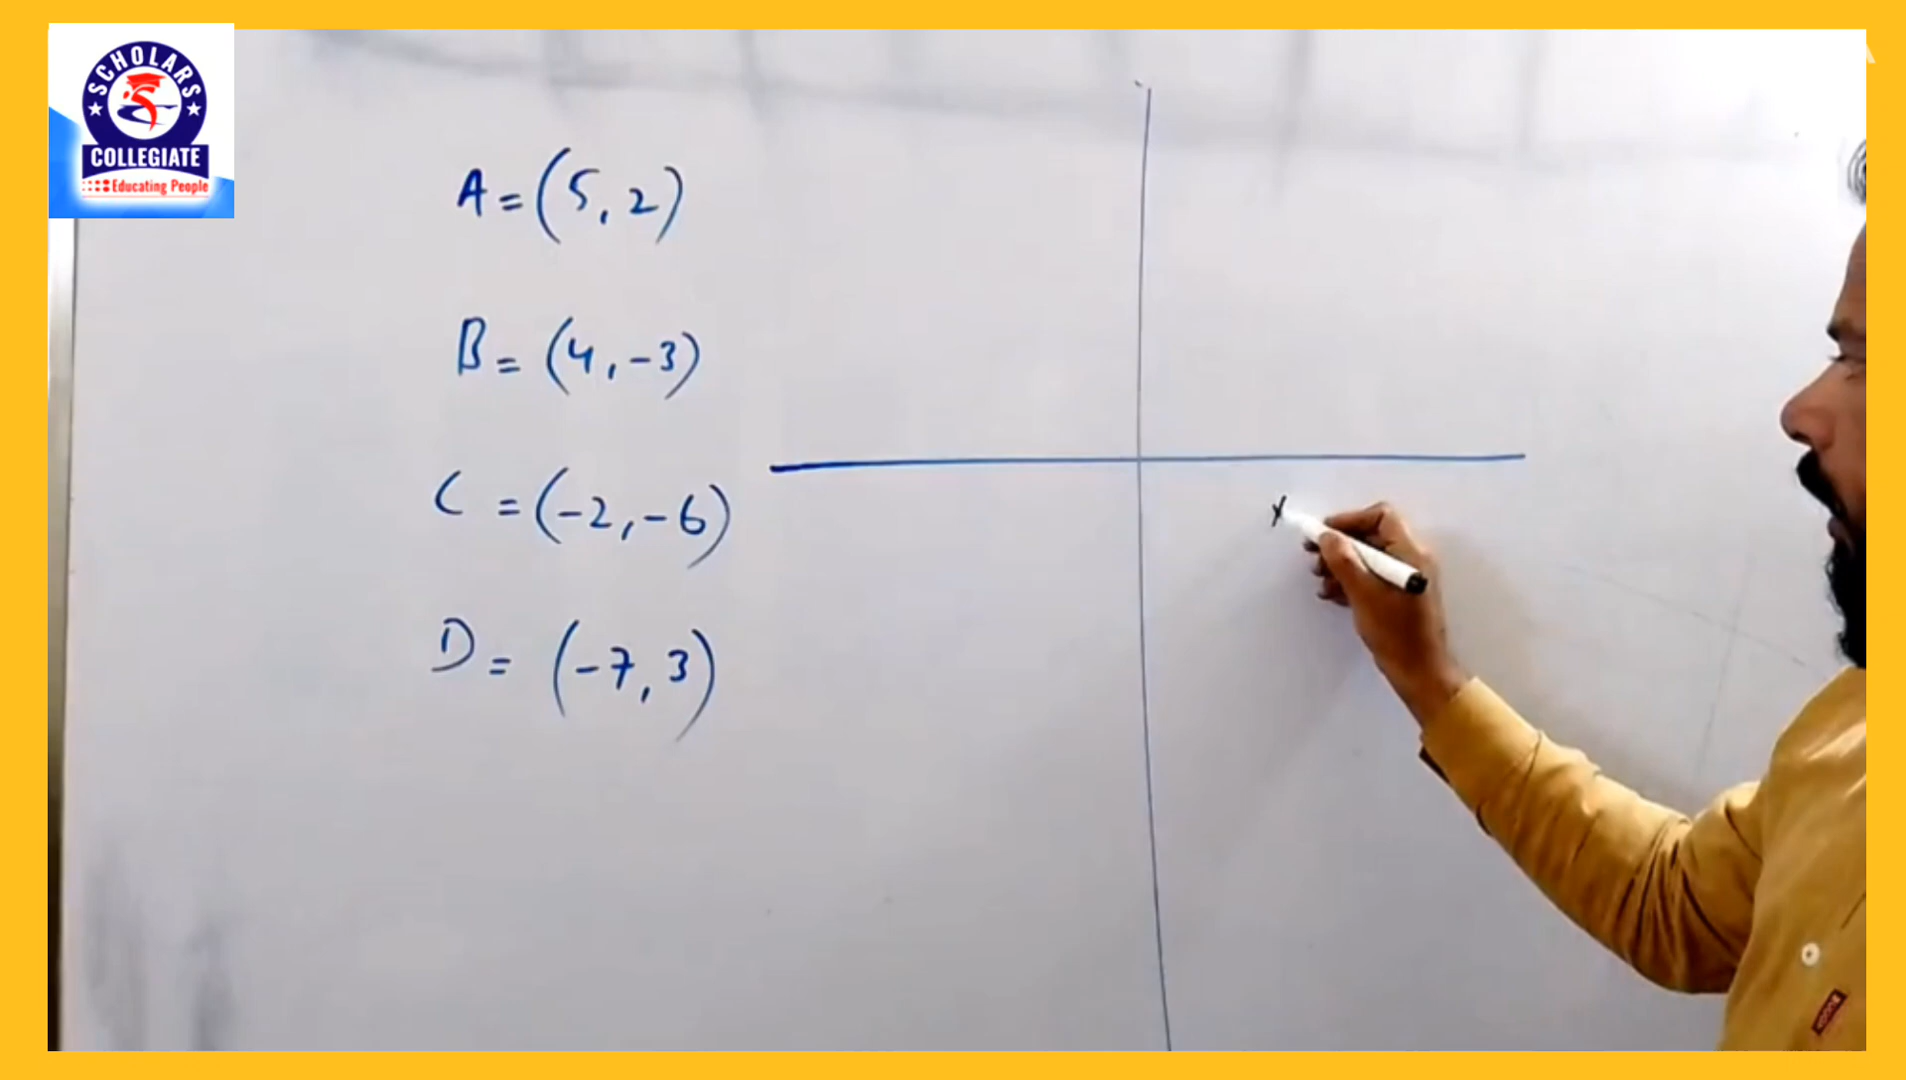 SCHOLARS
COLLEGIATE
Educating People
A = (5, 2)
B = (4, -3)
C = (-2, -6)
D = (-7, 3)
x